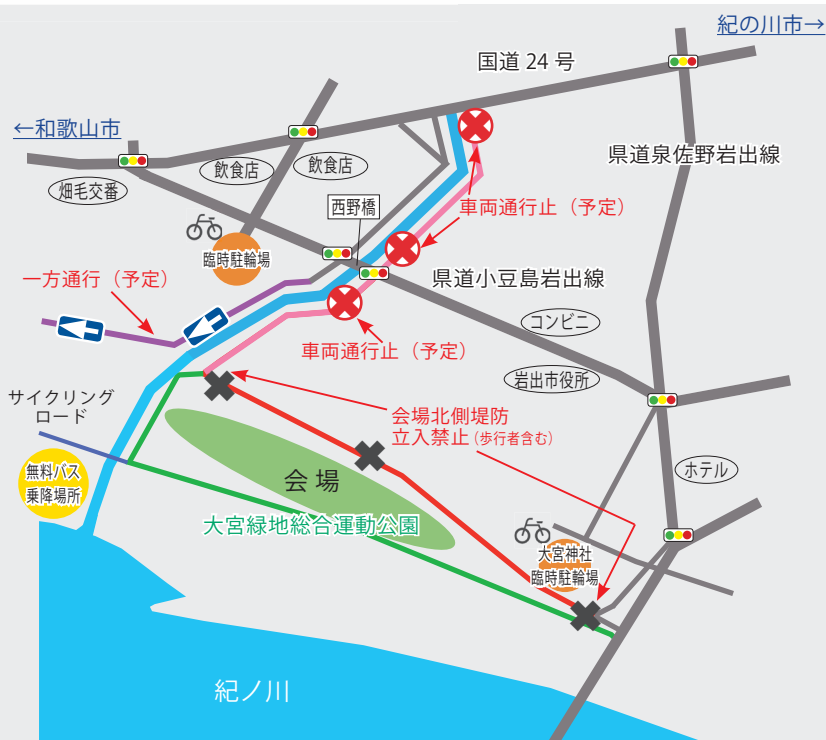 紀の川市→
国道 24 号
←和歌山市
飲食店
飲食店
県道泉佐野岩出線
畑毛交番
西野橋
車両通行止（予定）
臨時駐輪場
一方通行（予定）
県道小豆島岩出線
コンビニ
車両通行止（予定）
岩出市役所
サイクリング
ロード
会場北側堤防
立入禁止（歩行者含む）
無料バス
乗降場所
会 場
ホテル
大宮緑地総合運動公園
大宮神社
臨時駐輪場
紀ノ川